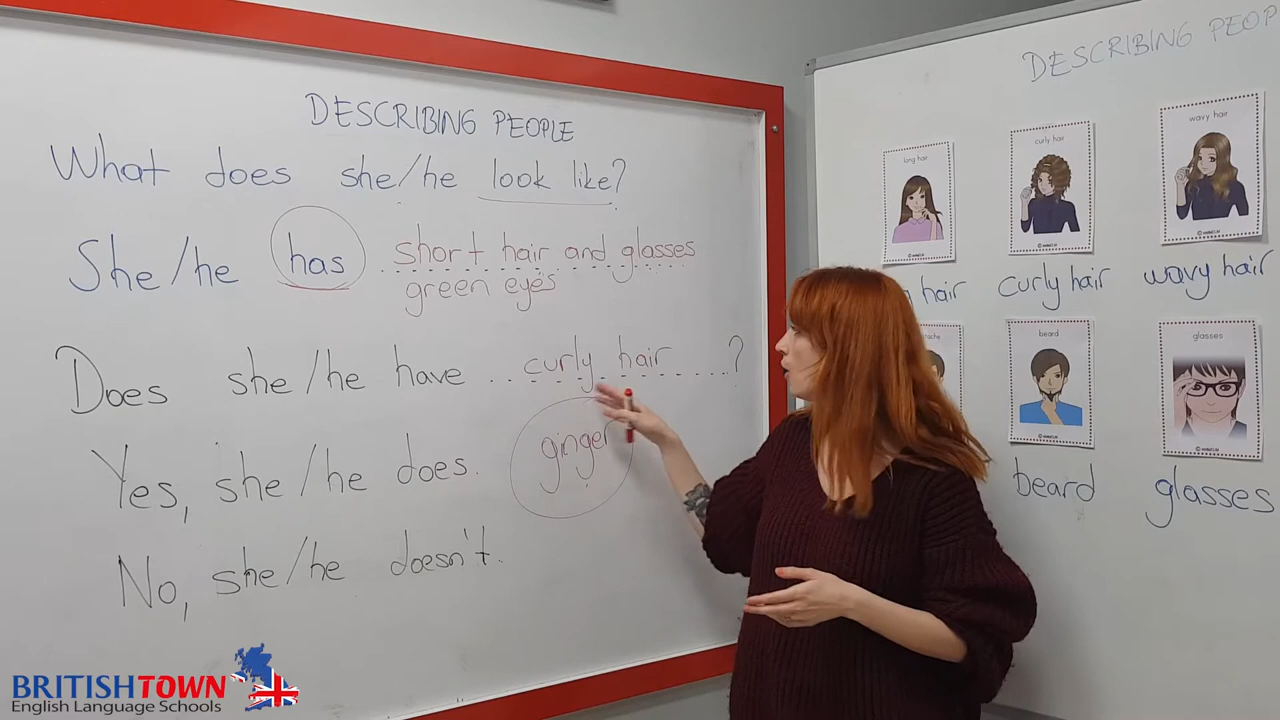 DESCRIBING PEOPLE
What does she/he look like?
She/he has short hair and glasses
green eyes
Does she/he have curly hair ?
Yes, she/he does.
ginger
No, she/he doesn't.
DESCRIBING
long hair
curly hair
wavy hair
hair
curly hair
wavy hair
beard
glasses
beard
glasses
BRITISHTOWN
English Language Schools